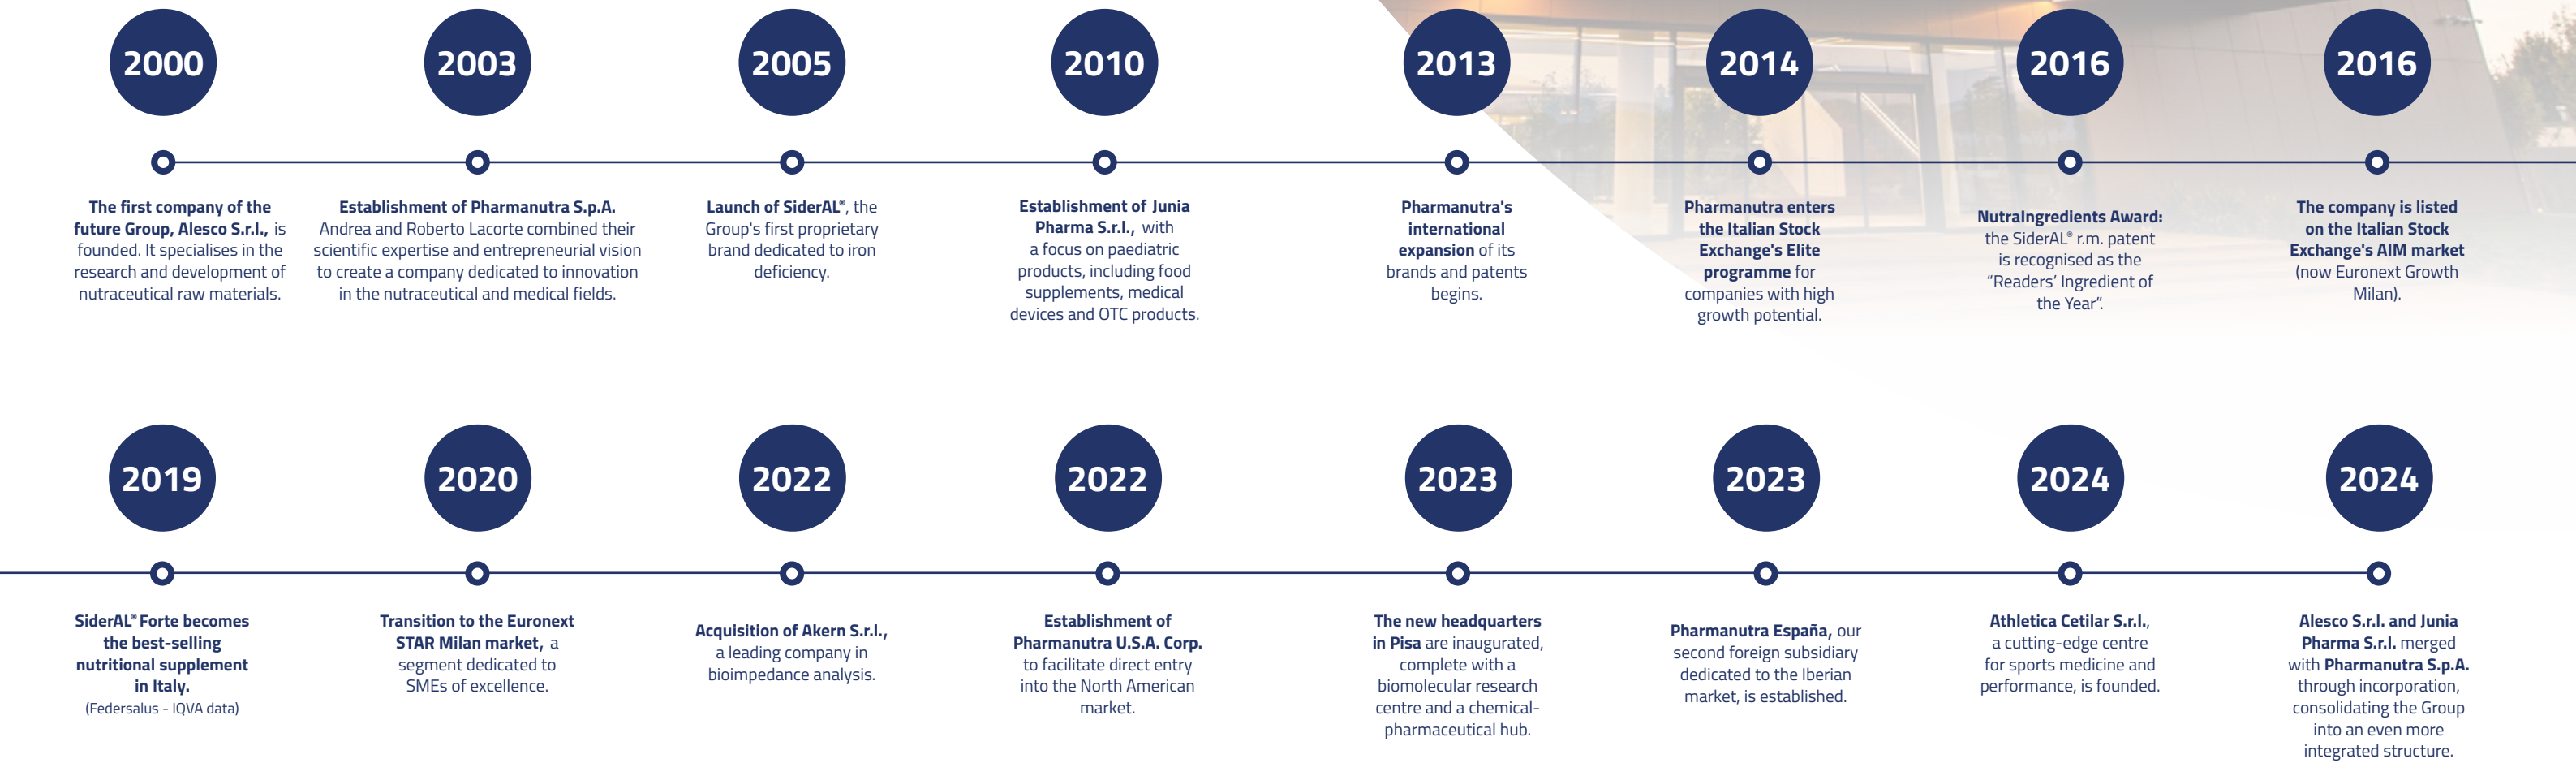 2000
The first company of the
future Group, Alesco S.r.l., is
founded. It specialises in the
research and development of
nutraceutical raw materials.
2003
Establishment of Pharmanutra S.p.A.
Andrea and Roberto Lacorte combined their
scientific expertise and entrepreneurial vision
to create a company dedicated to innovation
in the nutraceutical and medical fields.
2005
Launch of SiderAL®, the
Group's first proprietary
brand dedicated to iron
deficiency.
2010
Establishment of Junia
Pharma S.r.l., with
a focus on paediatric
products, including food
supplements, medical
devices and OTC products.
2013
Pharmanutra's
international
expansion of its
brands and patents
begins.
2014
Pharmanutra enters
the Italian Stock
Exchange's Elite
programme for
companies with high
growth potential.
2016
NutraIngredients Award:
the SiderAL® r.m. patent
is recognised as the
“Readers’ Ingredient of
the Year”.
2016
The company is listed
on the Italian Stock
Exchange's AIM market
(now Euronext Growth
Milan).
2019
SiderAL® Forte becomes
the best-selling
nutritional supplement
in Italy.
(Federsalus - IQVA data)
2020
Transition to the Euronext
STAR Milan market, a
segment dedicated to
SMEs of excellence.
2022
Acquisition of Akern S.r.l.,
a leading company in
bioimpedance analysis.
2022
Establishment of
Pharmanutra U.S.A. Corp.
to facilitate direct entry
into the North American
market.
2023
The new headquarters
in Pisa are inaugurated,
complete with a
biomolecular research
centre and a chemical-
pharmaceutical hub.
2023
Pharmanutra España, our
second foreign subsidiary
dedicated to the Iberian
market, is established.
2024
Athletica Cetilar S.r.l.,
a cutting-edge centre
for sports medicine and
performance, is founded.
2024
Alesco S.r.l. and Junia
Pharma S.r.l. merged
with Pharmanutra S.p.A.
through incorporation,
consolidating the Group
into an even more
integrated structure.